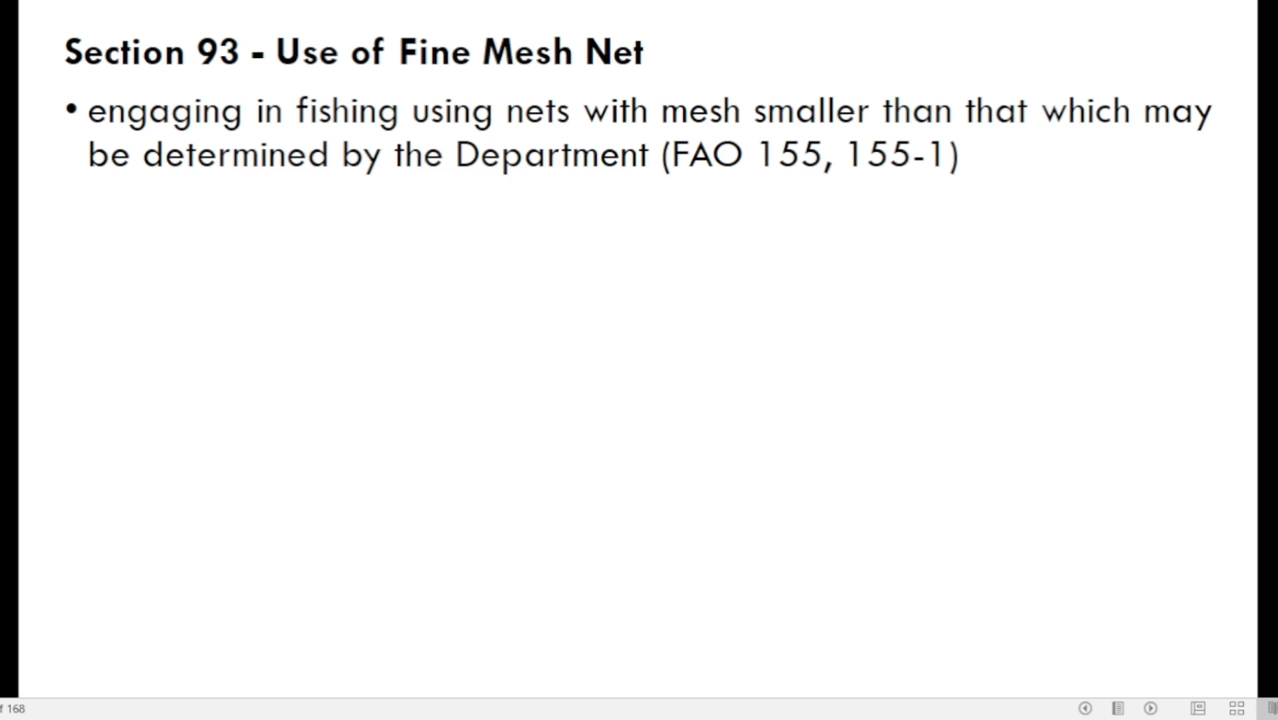 Section 93 - Use of Fine Mesh Net
• engaging in fishing using nets with mesh smaller than that which may
be determined by the Department (FAO 155, 155-1)
f 168